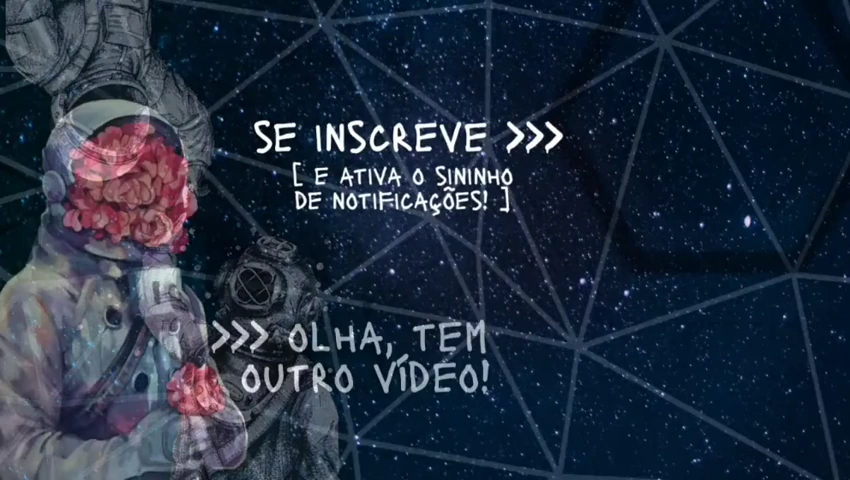 SE INSCREVE >>>
[ E ATIVA O SININHO
DE NOTIFICAÇÕES! ]
>>> OLHA, TEM
OUTRO VÍDEO!